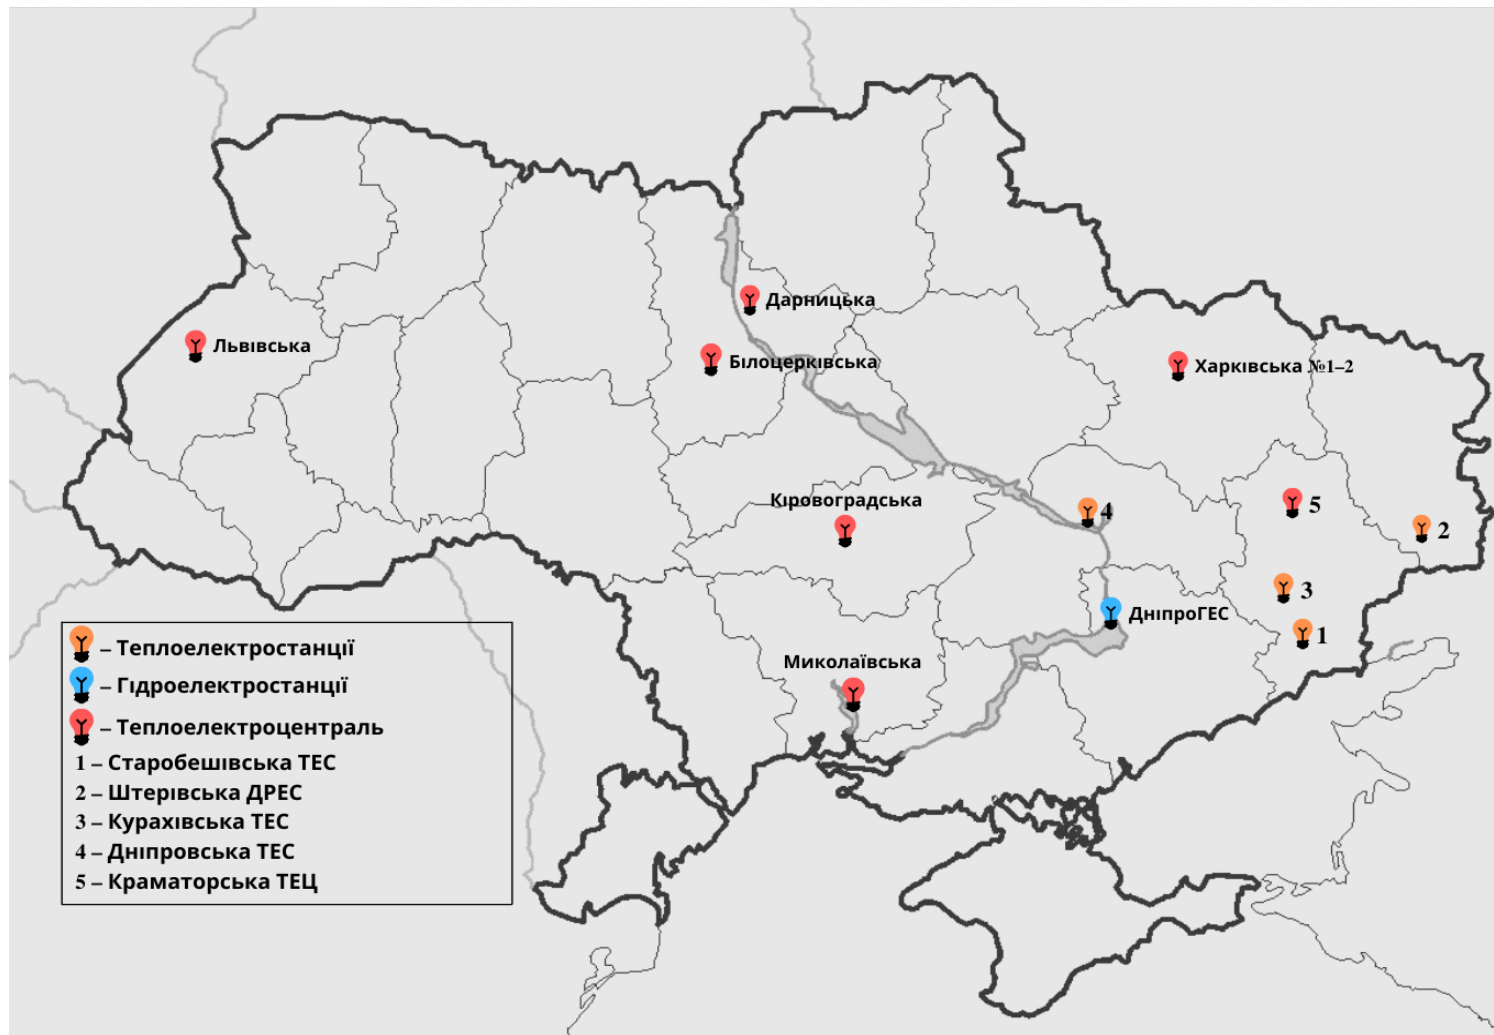 Дарницька
Львівська
Білоцерківська
Харківська №1–2
Кіровоградська
5
4
2
3
ДніпроГЕС
1
Миколаївська
– Теплоелектростанції
– Гідроелектростанції
– Теплоелектроцентраль
1 – Старобешівська ТЕС
2 – Штерівська ДРЕС
3 – Курахівська ТЕС
4 – Дніпровська ТЕС
5 – Краматорська ТЕЦ